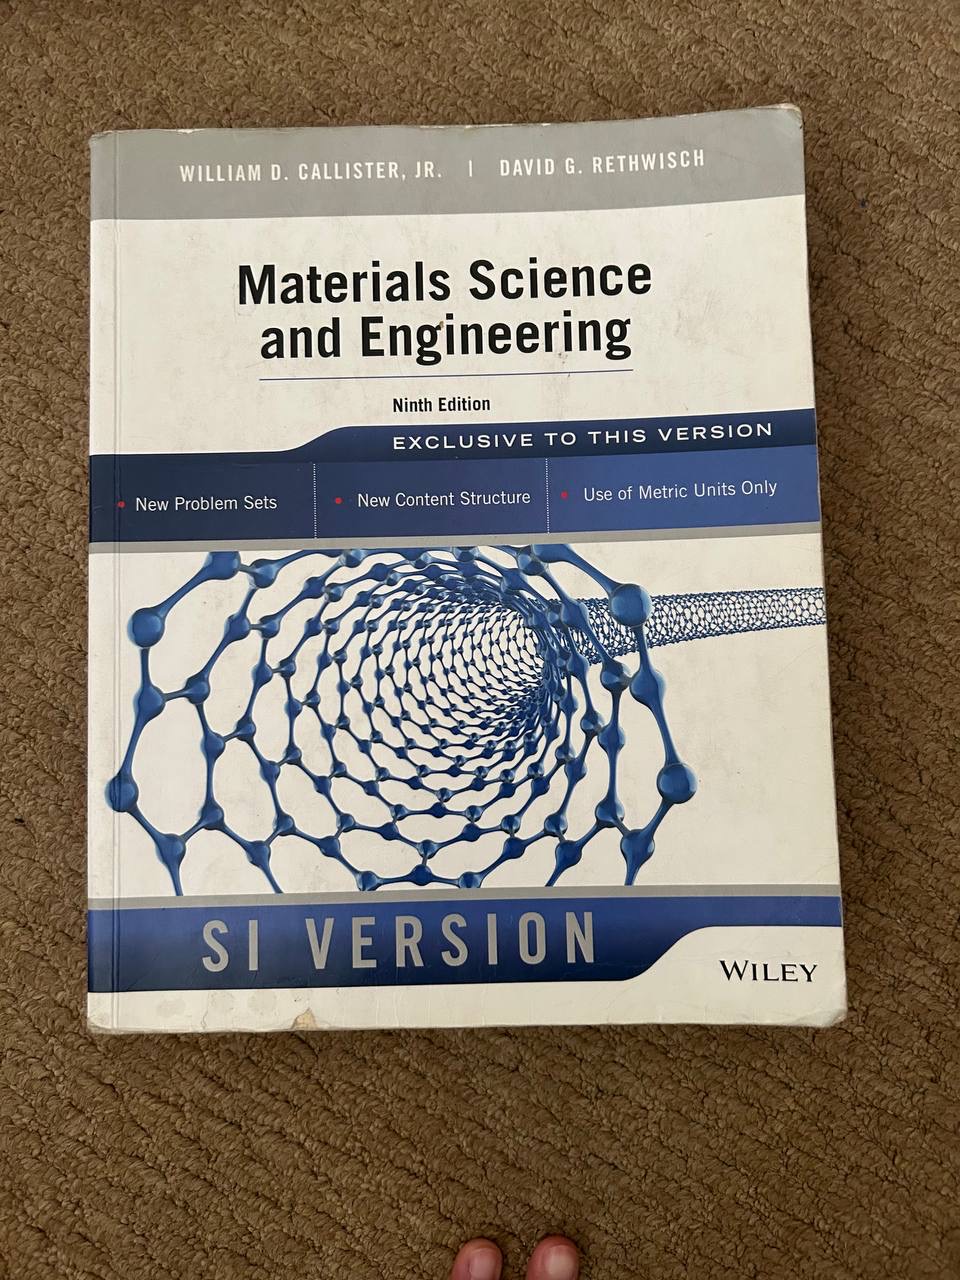 WILLIAM D. CALLISTER, JR. | DAVID G. RETHWISCH
Materials Science
and Engineering
Ninth Edition
EXCLUSIVE TO THIS VERSION
• New Problem Sets • New Content Structure • Use of Metric Units Only
SI VERSION
WILEY